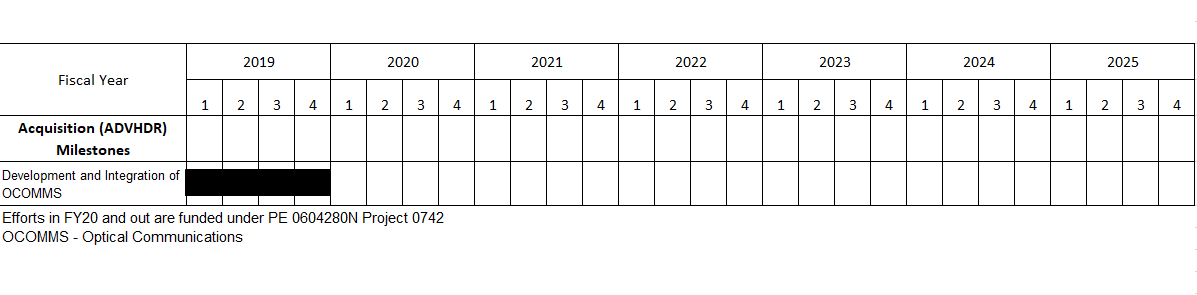 2019 2020 2021 2022 2023 2024 2025
Fiscal Year
1 2 3 4 1 2 3 4 1 2 3 4 1 2 3 4 1 2 3 4 1 2 3 4 1 2 3 4
Acquisition (ADVHDR)
Milestones
Development and Integration of
OCOMMS
Efforts in FY20 and out are funded under PE 0604280N Project 0742
OCOMMS - Optical Communications